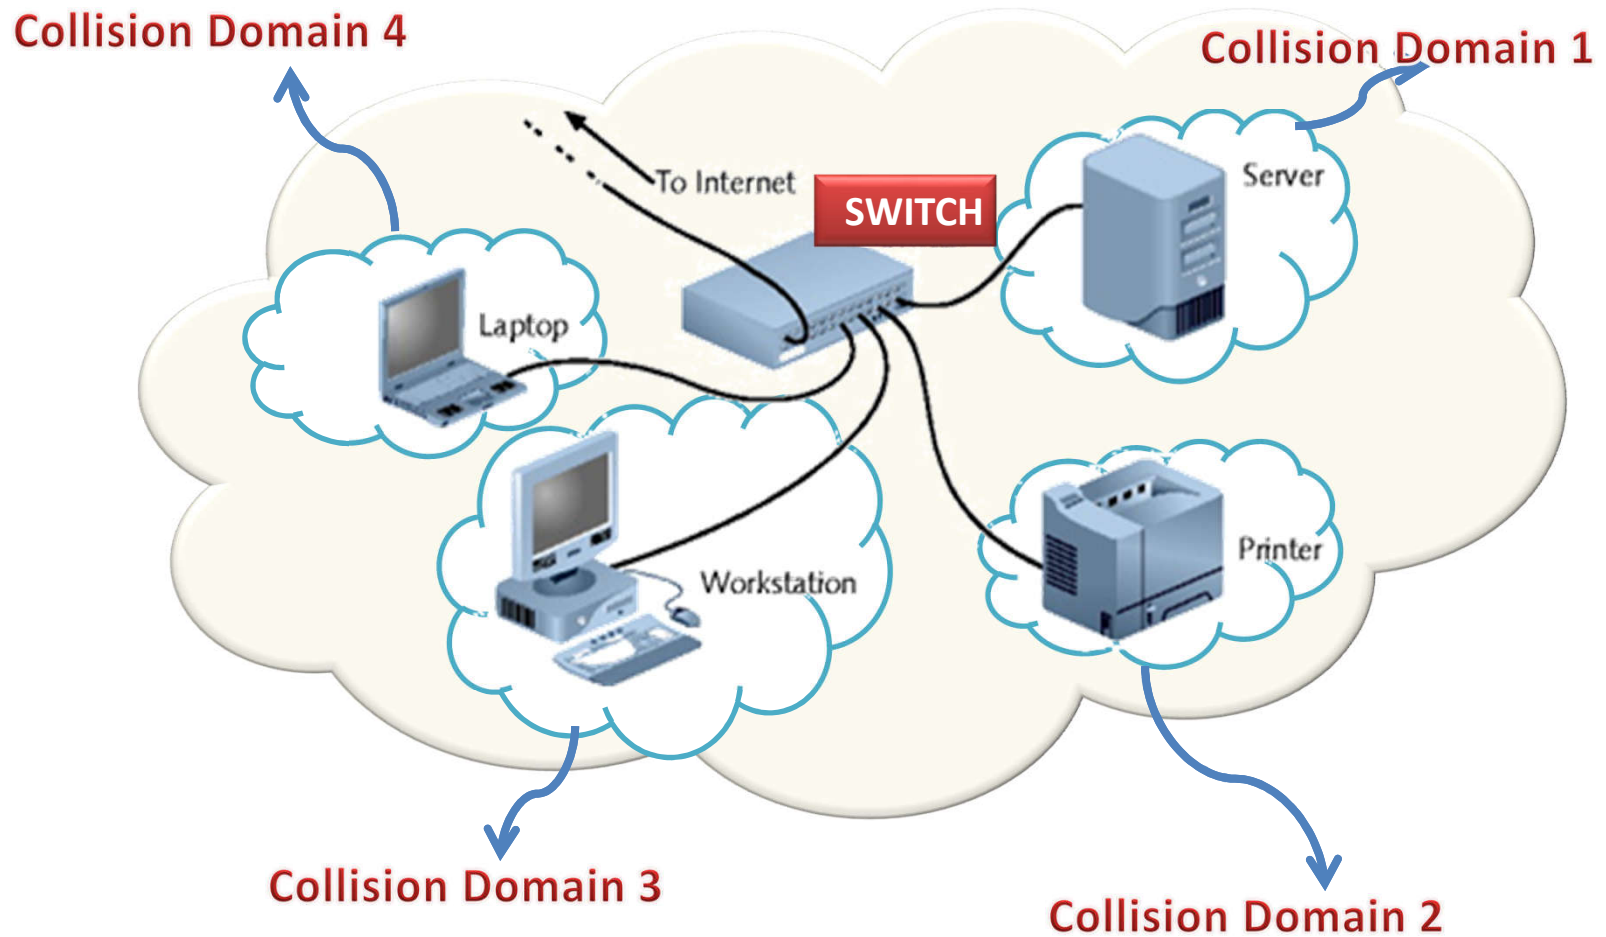 Collision Domain 4
Collision Domain 1
To Internet
SWITCH
Server
Laptop
Workstation
Printer
Collision Domain 3
Collision Domain 2